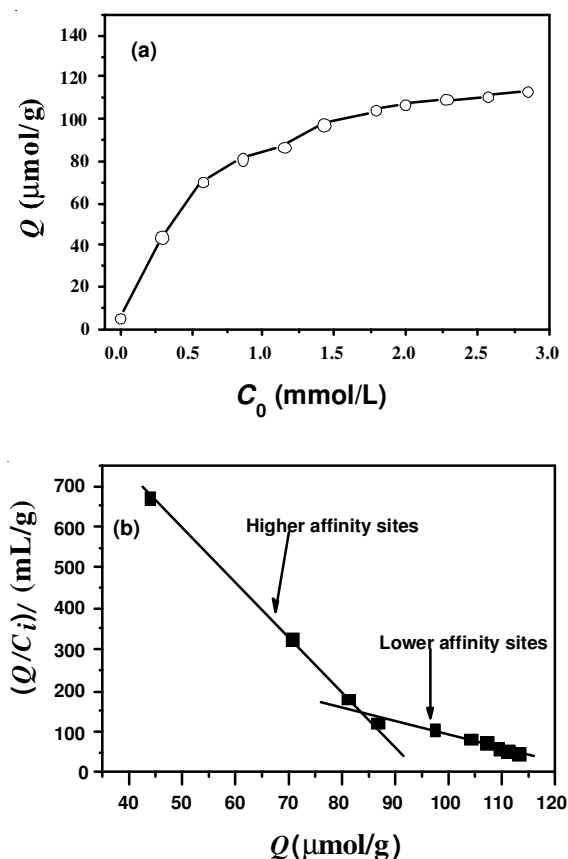 (a)
140
120
100
80
60
40
20
0
Q (μmol/g)
0.0 0.5 1.0 1.5 2.0 2.5 3.0
C0 (mmol/L)
(b)
700
600
500
400
300
200
100
0
(Q/Ci)/ (mL/g)
Higher affinity sites
Lower affinity sites
40 50 60 70 80 90 100 110 120
Q(μmol/g)